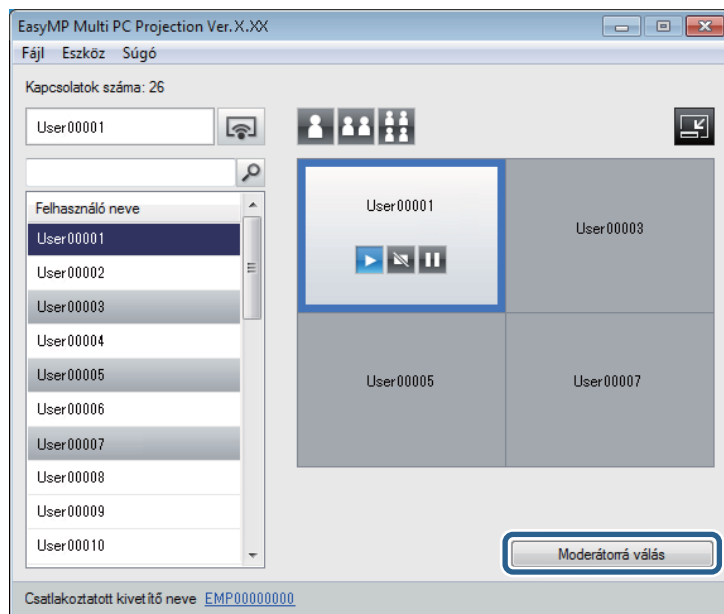 EasyMP Multi PC Projection Ver.X.XX
Fájl Eszköz Súgó
Kapcsolatok száma: 26
User00001
Felhasználó neve
User00001
User00002
User00003
User00004
User00005
User00006
User00007
User00008
User00009
User00010
User00001
User00003
User00005
User00007
Moderátorrá válás
Csatlakoztatott kivetítő neve EMP00000000